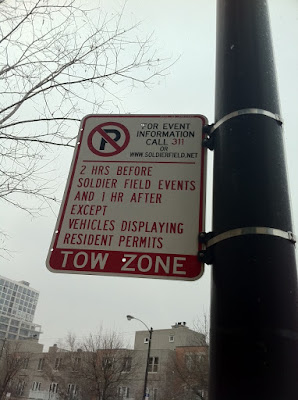 P
FOR EVENT
INFORMATION
CALL 311
OR
WWW.SOLDIERFIELD.NET
2 HRS BEFORE
SOLDIER FIELD EVENTS
AND 1 HR AFTER
EXCEPT
VEHICLES DISPLAYING
RESIDENT PERMITS
TOW ZONE